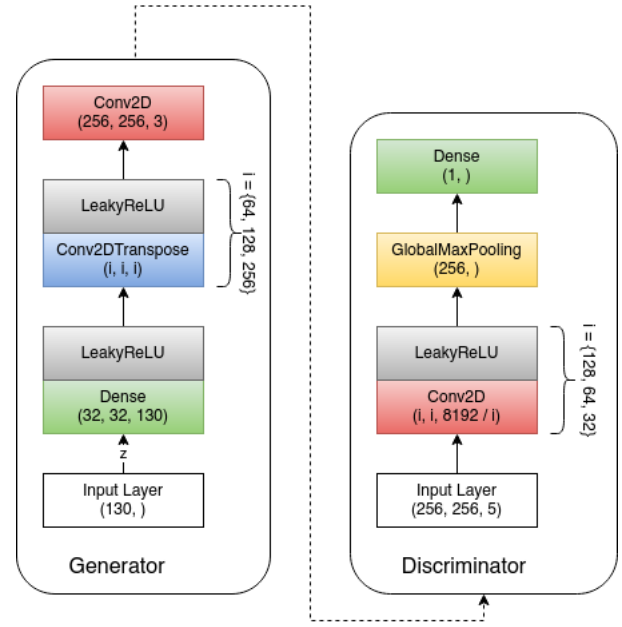 Conv2D
(256, 256, 3)
LeakyReLU
Conv2DTranspose
(i, i, i)
i = {64, 128, 256}
LeakyReLU
Dense
(32, 32, 130)
z
Input Layer
(130, )
Generator
Dense
(1, )
GlobalMaxPooling
(256, )
LeakyReLU
Conv2D
(i, i, 8192 / i)
i = {128, 64, 32}
Input Layer
(256, 256, 5)
Discriminator